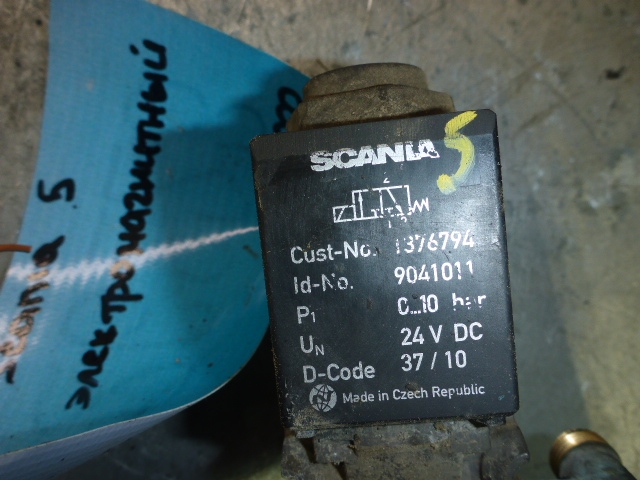 SCANIA
5
Cust-No. 1376794
Id-No. 9041011
P1 0...10 bar
UN 24 V DC
D-Code 37 / 10
Made in Czech Republic
электромагнитный
5